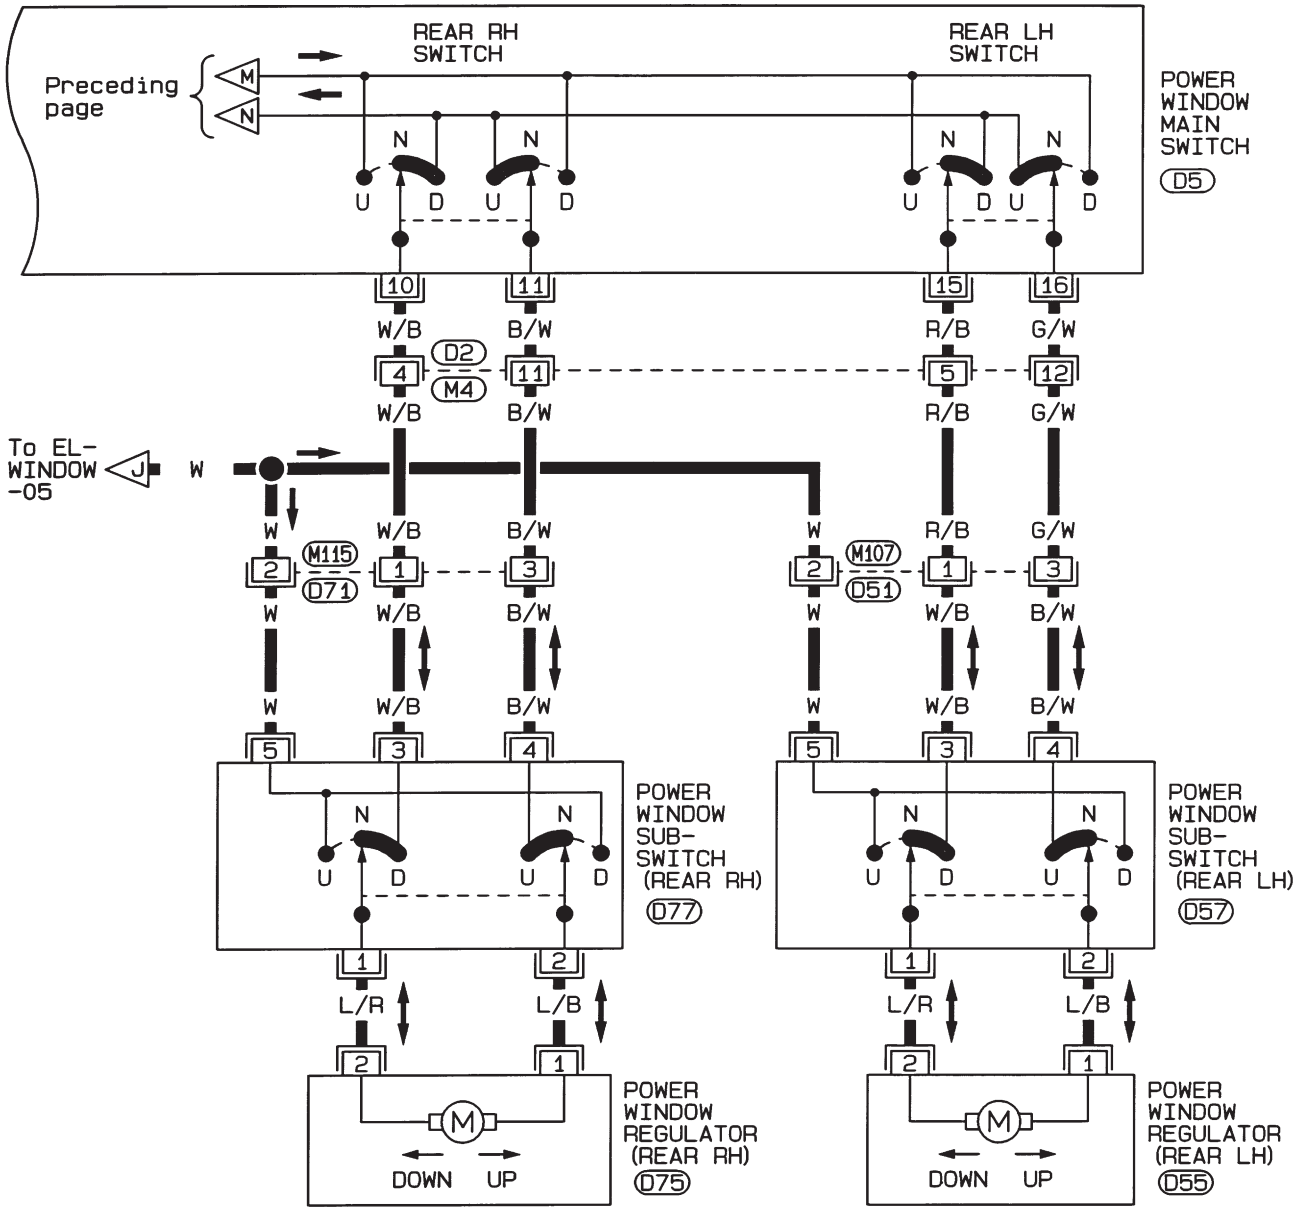 REAR RH
SWITCH
REAR LH
SWITCH
Preceding
page
M
N
POWER
WINDOW
MAIN
SWITCH
D5
N N N N
U D U D U D U D
10 11 15 16
W/B B/W R/B G/W
D2
4 11 5 12
M4
W/B B/W R/B G/W
To EL-
WINDOW
-05
J
W
W W/B B/W W R/B G/W
M115 M107
2 1 3 2 1 3
D71 D51
W W/B B/W W W/B B/W
W W/B B/W W W/B B/W
5 3 4 5 3 4
N N N N
U D U D U D U D
POWER
WINDOW
SUB-
SWITCH
(REAR RH)
D77
POWER
WINDOW
SUB-
SWITCH
(REAR LH)
D57
1 2 1 2
L/R L/B L/R L/B
2 1 2 1
M
DOWN UP
POWER
WINDOW
REGULATOR
(REAR RH)
D75
M
DOWN UP
POWER
WINDOW
REGULATOR
(REAR LH)
D55